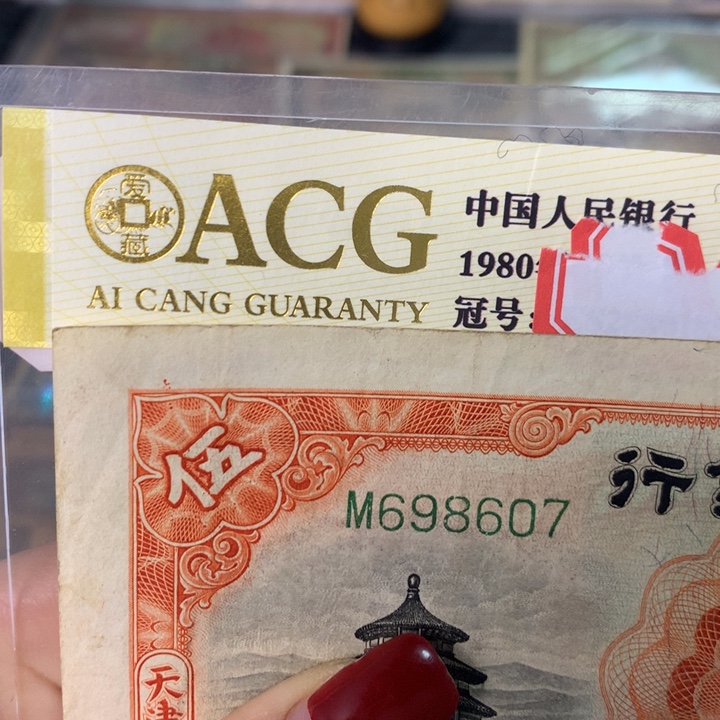 爱藏
ACG
AI CANG GUARANTY
中国人民银行
1980
冠号:
伍
M698607
行
天津